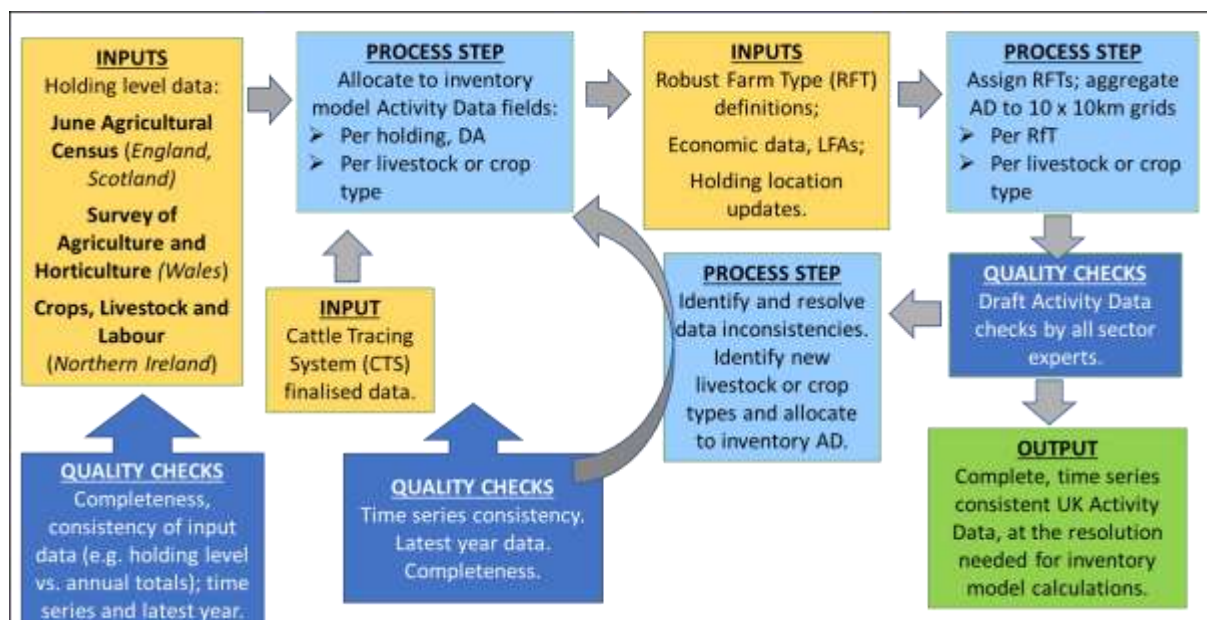 INPUTS
Holding level data:
June Agricultural
Census (England,
Scotland)
Survey of
Agriculture and
Horticulture (Wales)
Crops, Livestock and
Labour
(Northern Ireland)
PROCESS STEP
Allocate to inventory
model Activity Data fields:
➢ Per holding, DA
➢ Per livestock or crop
type
INPUTS
Robust Farm Type (RFT)
definitions;
Economic data, LFAs;
Holding location
updates.
PROCESS STEP
Assign RFTs; aggregate
AD to 10 x 10km grids
➢ Per RfT
➢ Per livestock or crop
type
INPUT
Cattle Tracing
System (CTS)
finalised data.
PROCESS STEP
Identify and resolve
data inconsistencies.
Identify new
livestock or crop
types and allocate
to inventory AD.
QUALITY CHECKS
Draft Activity Data
checks by all sector
experts.
QUALITY CHECKS
Completeness,
consistency of input
data (e.g. holding level
vs. annual totals); time
series and latest year.
QUALITY CHECKS
Time series consistency.
Latest year data.
Completeness.
OUTPUT
Complete, time series
consistent UK Activity
Data, at the resolution
needed for inventory
model calculations.